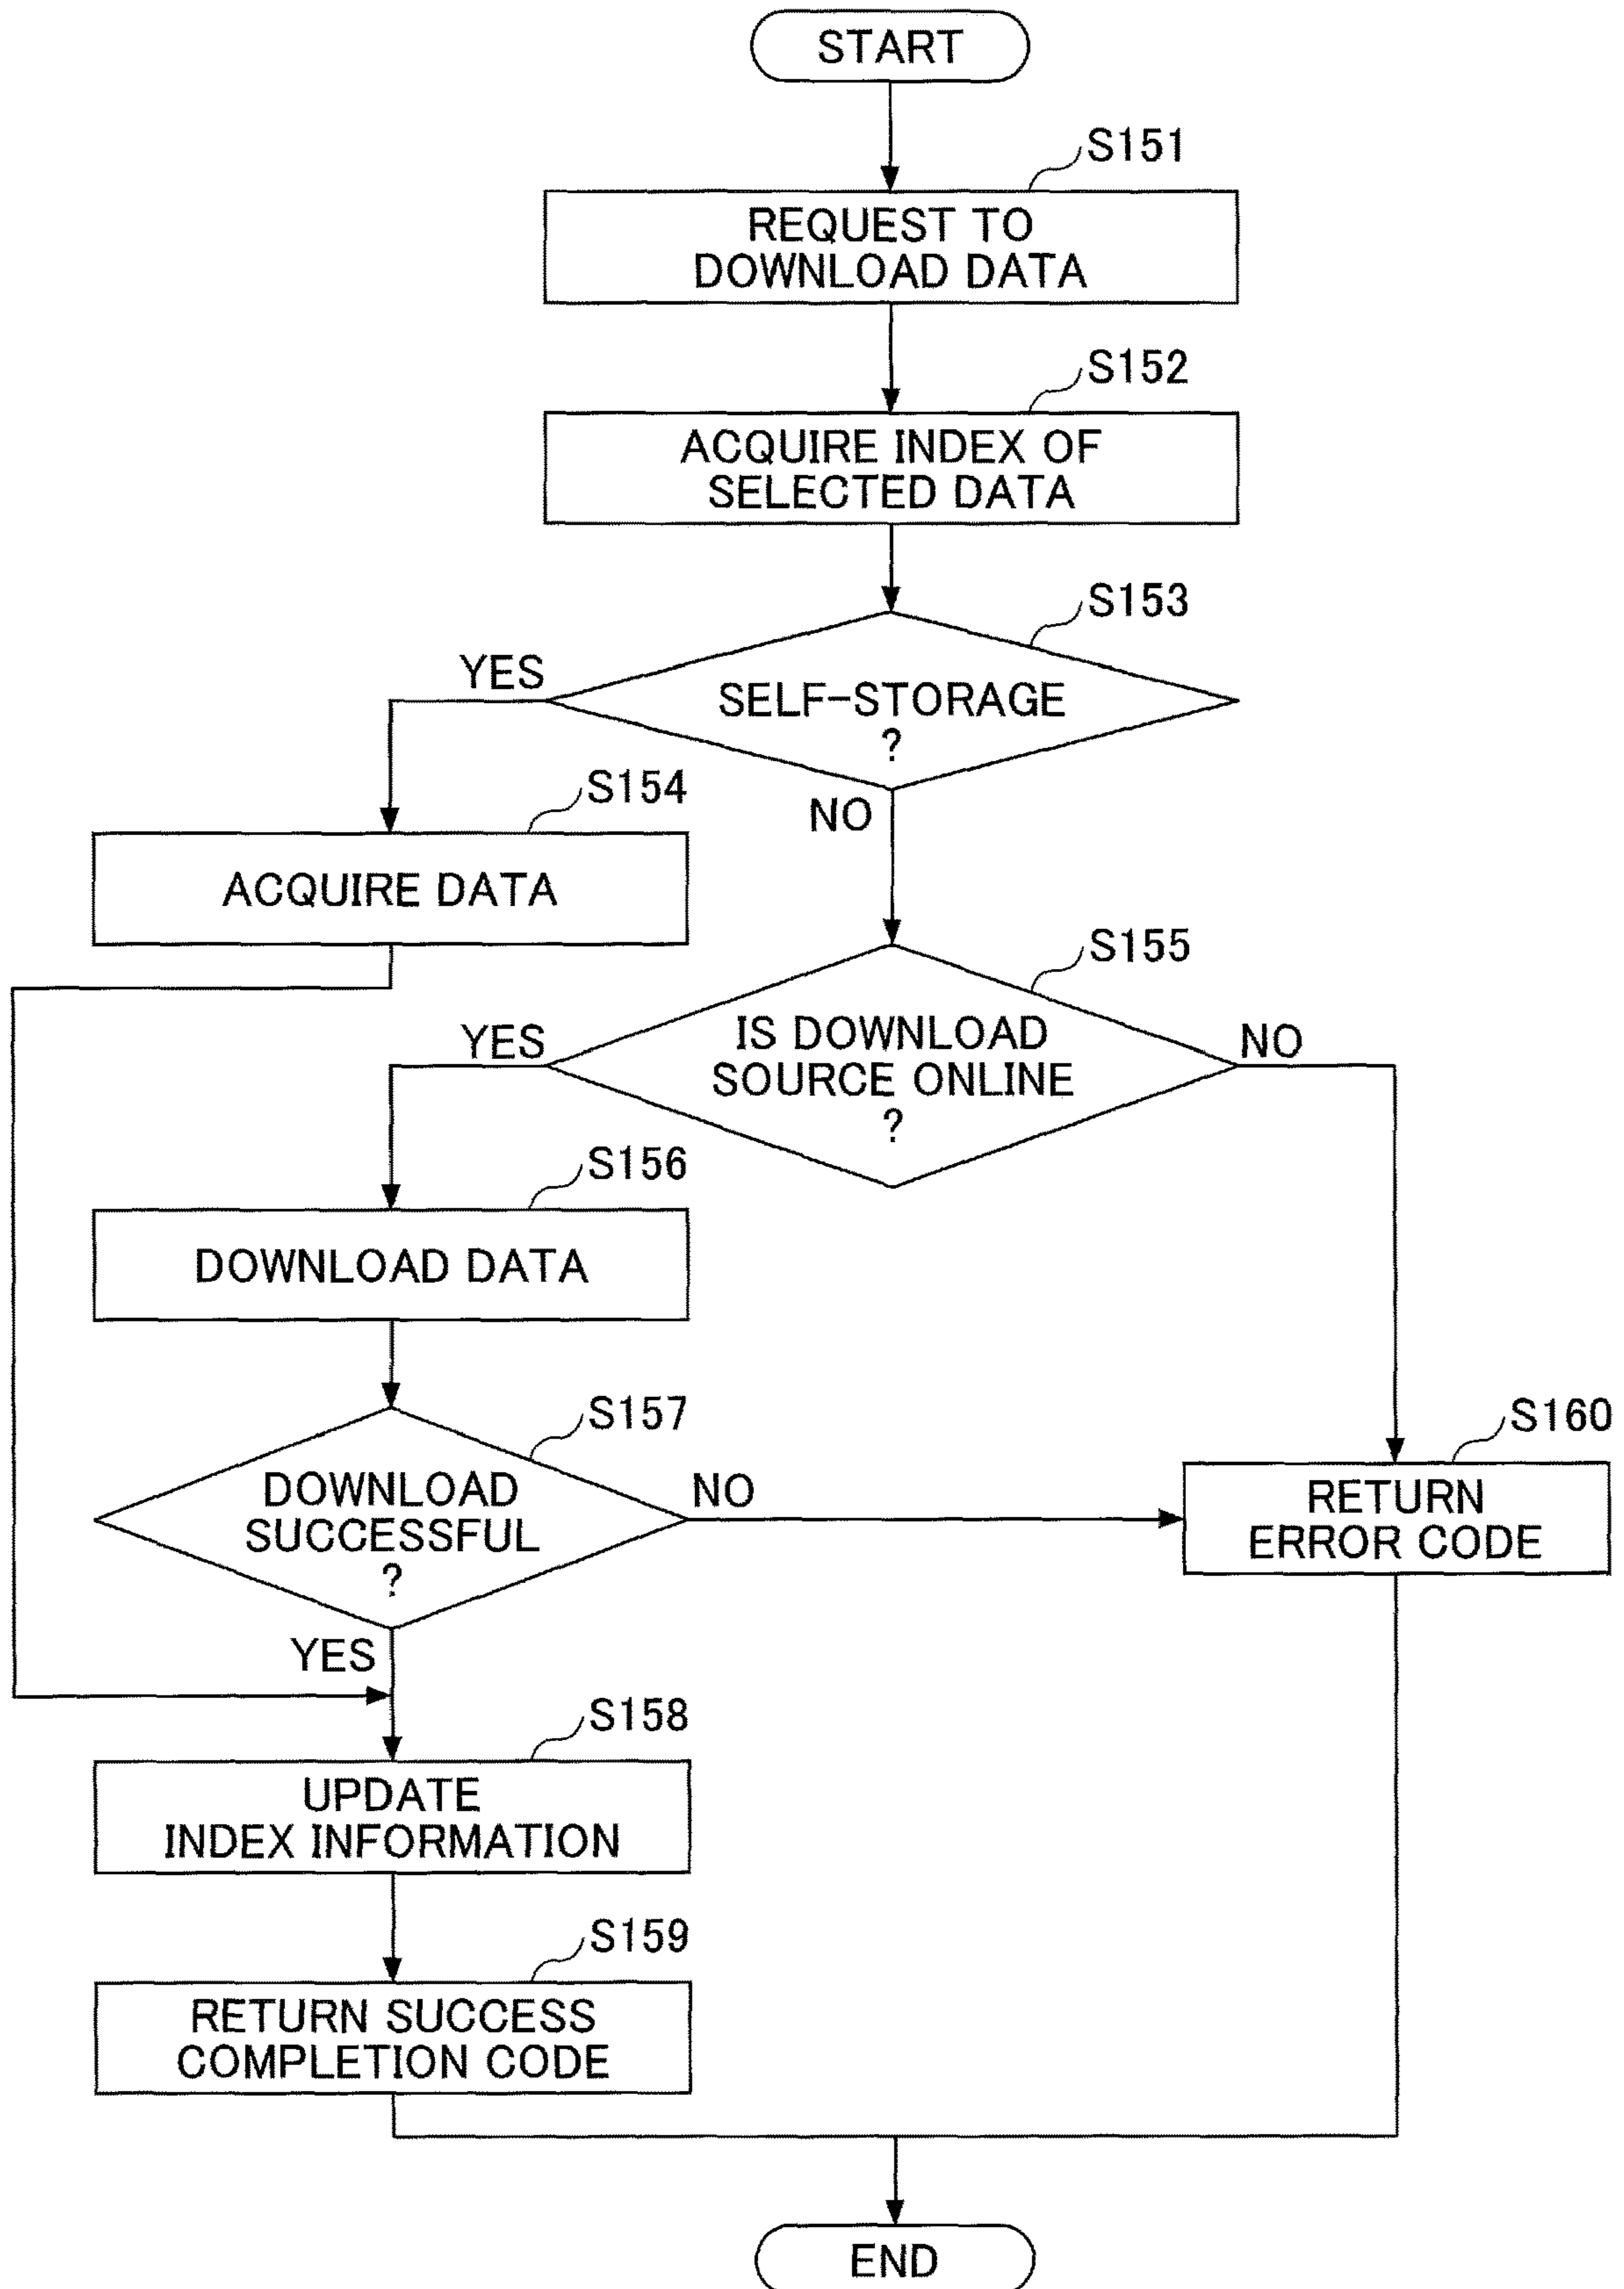 START
S151
REQUEST TO
DOWNLOAD DATA
S152
ACQUIRE INDEX OF
SELECTED DATA
S153
YES
SELF-STORAGE
?
NO
S154
ACQUIRE DATA
S155
YES
IS DOWNLOAD
SOURCE ONLINE
?
NO
S156
DOWNLOAD DATA
S157
DOWNLOAD
SUCCESSFUL
?
NO
YES
S160
RETURN
ERROR CODE
S158
UPDATE
INDEX INFORMATION
S159
RETURN SUCCESS
COMPLETION CODE
END